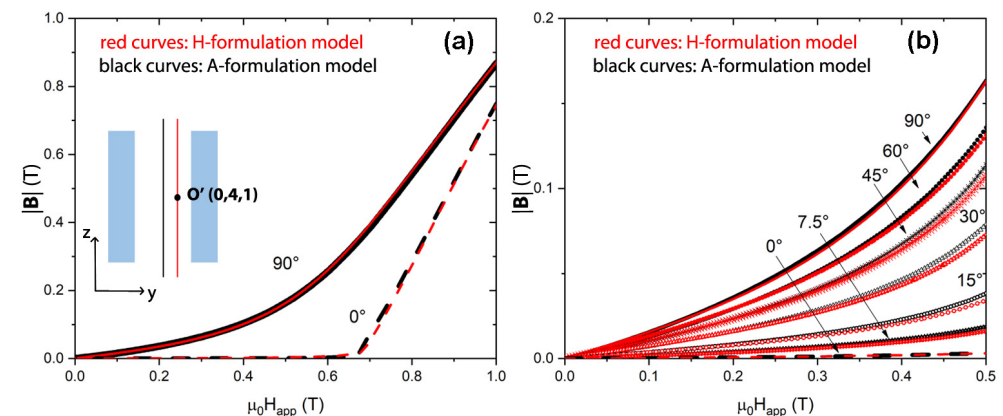 (a)
red curves: H-formulation model
black curves: A-formulation model
|B| (T)
1.0
0.8
0.6
0.4
0.2
0.0
O' (0,4,1)
z
y
90°
0°
0.0 0.2 0.4 0.6 0.8 1.0
μ₀H_app (T)
(b)
red curves: H-formulation model
black curves: A-formulation model
|B| (T)
0.2
0.1
0.0
90°
60°
45°
7.5°
30°
0°
15°
0.0 0.1 0.2 0.3 0.4 0.5
μ₀H_app (T)